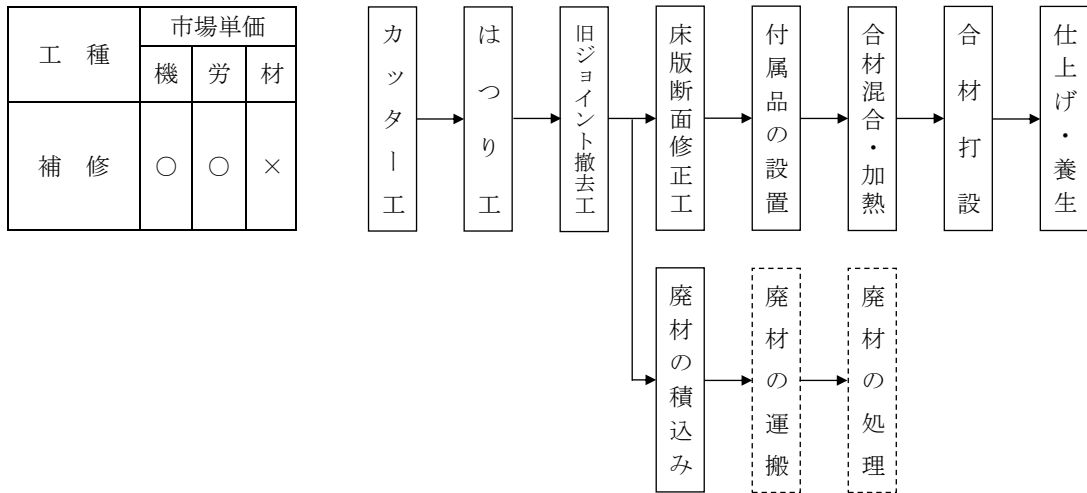 工種
市場単価
機 労 材
補修 ○ ○ ×
カッター工
はつり工
旧ジョイント撤去工
床版断面修正工
付属品の設置
合材混合・加熱
合材打設
仕上げ・養生
廃材の積込み
廃材の運搬
廃材の処理